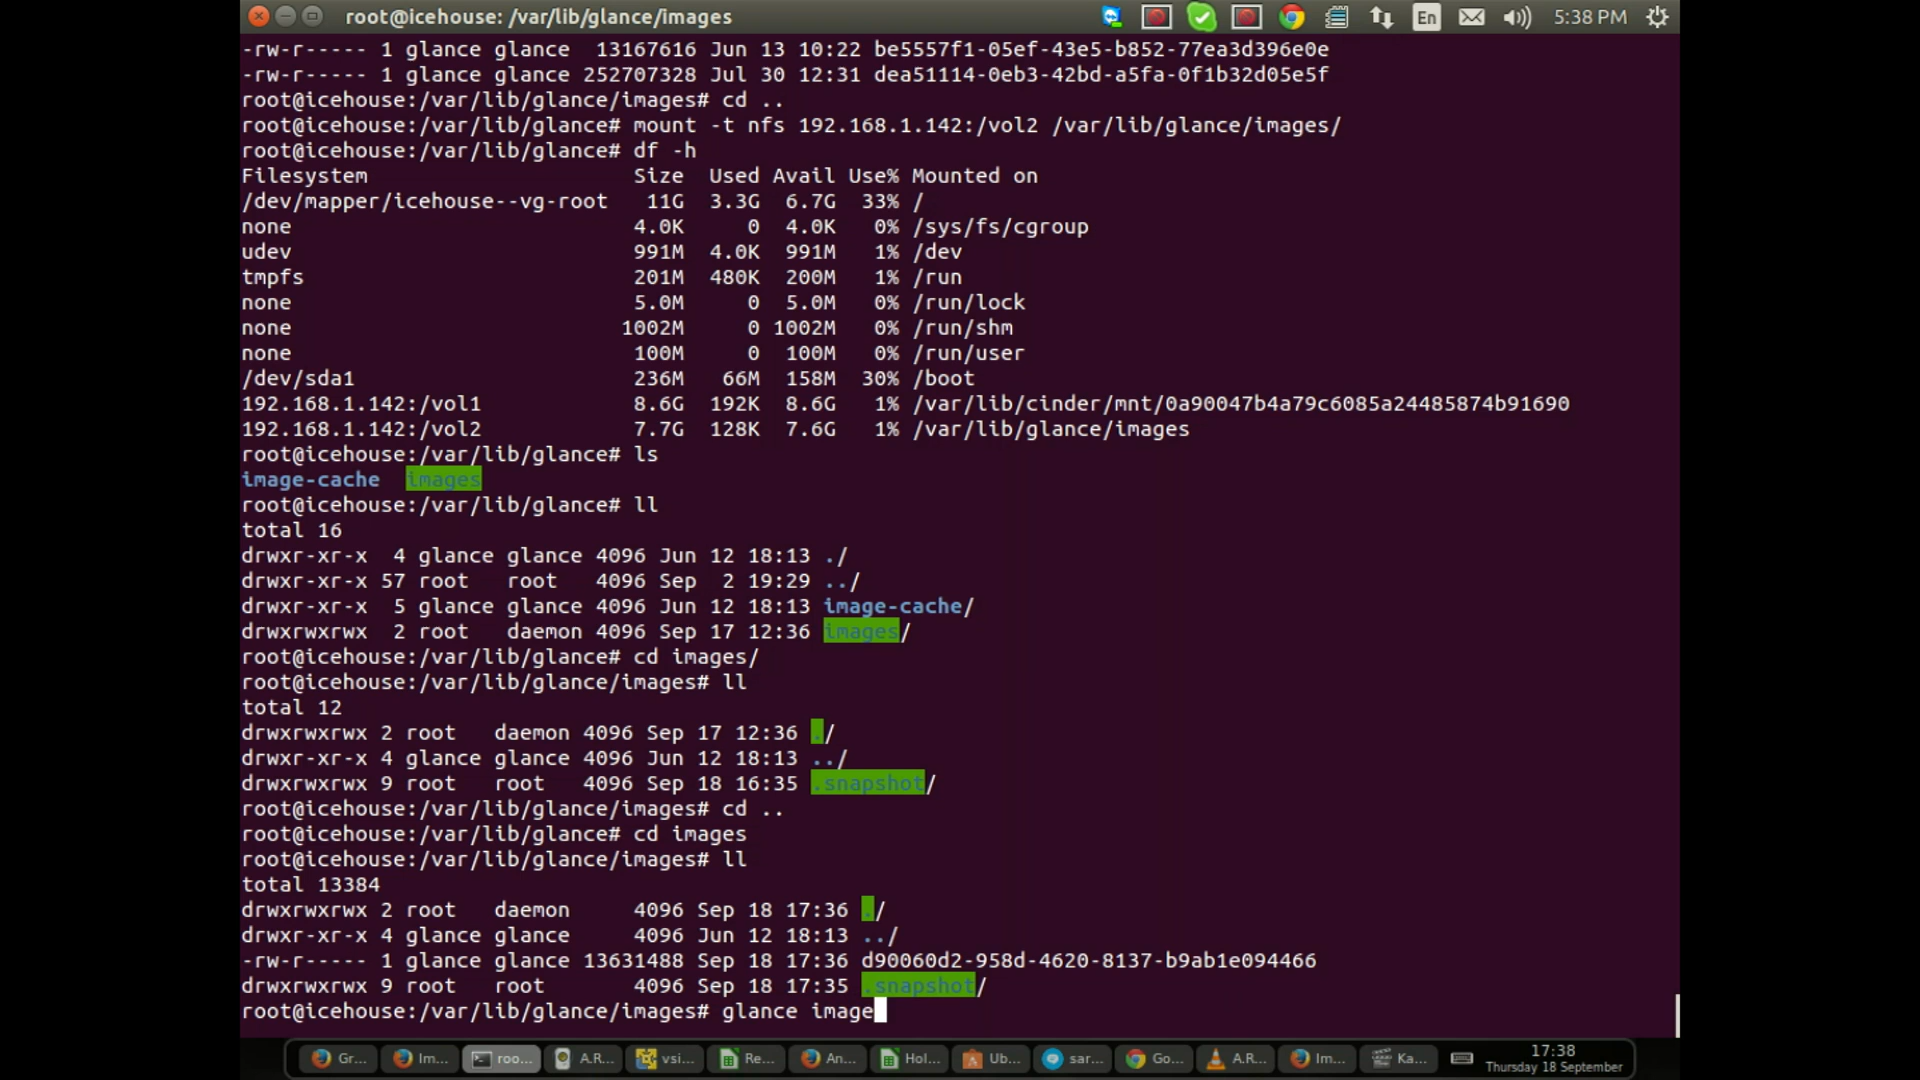 root@icehouse: /var/lib/glance/images
En
5:38 PM
-rw-r----- 1 glance glance  13167616 Jun 13 10:22 be5557f1-05ef-43e5-b852-77ea3d396e0e
-rw-r----- 1 glance glance 252707328 Jul 30 12:31 dea51114-0eb3-42bd-a5fa-0f1b32d05e5f
root@icehouse:/var/lib/glance/images# cd ..
root@icehouse:/var/lib/glance# mount -t nfs 192.168.1.142:/vol2 /var/lib/glance/images/
root@icehouse:/var/lib/glance# df -h
Filesystem                     Size  Used Avail Use% Mounted on
/dev/mapper/icehouse--vg-root   11G  3.3G  6.7G  33% /
none                           4.0K     0  4.0K   0% /sys/fs/cgroup
udev                           991M  4.0K  991M   1% /dev
tmpfs                          201M  480K  200M   1% /run
none                           5.0M     0  5.0M   0% /run/lock
none                          1002M     0 1002M   0% /run/shm
none                           100M     0  100M   0% /run/user
/dev/sda1                      236M   66M  158M  30% /boot
192.168.1.142:/vol1            8.6G  192K  8.6G   1% /var/lib/cinder/mnt/0a90047b4a79c6085a24485874b91690
192.168.1.142:/vol2            7.7G  128K  7.6G   1% /var/lib/glance/images
root@icehouse:/var/lib/glance# ls
image-cache  images
root@icehouse:/var/lib/glance# ll
total 16
drwxr-xr-x  4 glance glance 4096 Jun 12 18:13 ./
drwxr-xr-x 57 root   root   4096 Sep  2 19:29 ../
drwxr-xr-x  5 glance glance 4096 Jun 12 18:13 image-cache/
drwxrwxrwx  2 root   daemon 4096 Sep 17 12:36 images/
root@icehouse:/var/lib/glance# cd images/
root@icehouse:/var/lib/glance/images# ll
total 12
drwxrwxrwx 2 root   daemon 4096 Sep 17 12:36 ./
drwxr-xr-x 4 glance glance 4096 Jun 12 18:13 ../
drwxrwxrwx 9 root   root   4096 Sep 18 16:35 .snapshot/
root@icehouse:/var/lib/glance/images# cd ..
root@icehouse:/var/lib/glance# cd images
root@icehouse:/var/lib/glance/images# ll
total 13384
drwxrwxrwx 2 root   daemon     4096 Sep 18 17:36 ./
drwxr-xr-x 4 glance glance     4096 Jun 12 18:13 ../
-rw-r----- 1 glance glance 13631488 Sep 18 17:36 d90060d2-958d-4620-8137-b9ab1e094466
drwxrwxrwx 9 root   root       4096 Sep 18 17:35 .snapshot/
root@icehouse:/var/lib/glance/images# glance image
Gr... Im... roo... A.R... vsi... Re... An... Hol... Ub... sar... Go... A.R... Im... Ka...
17:38
Thursday 18 September